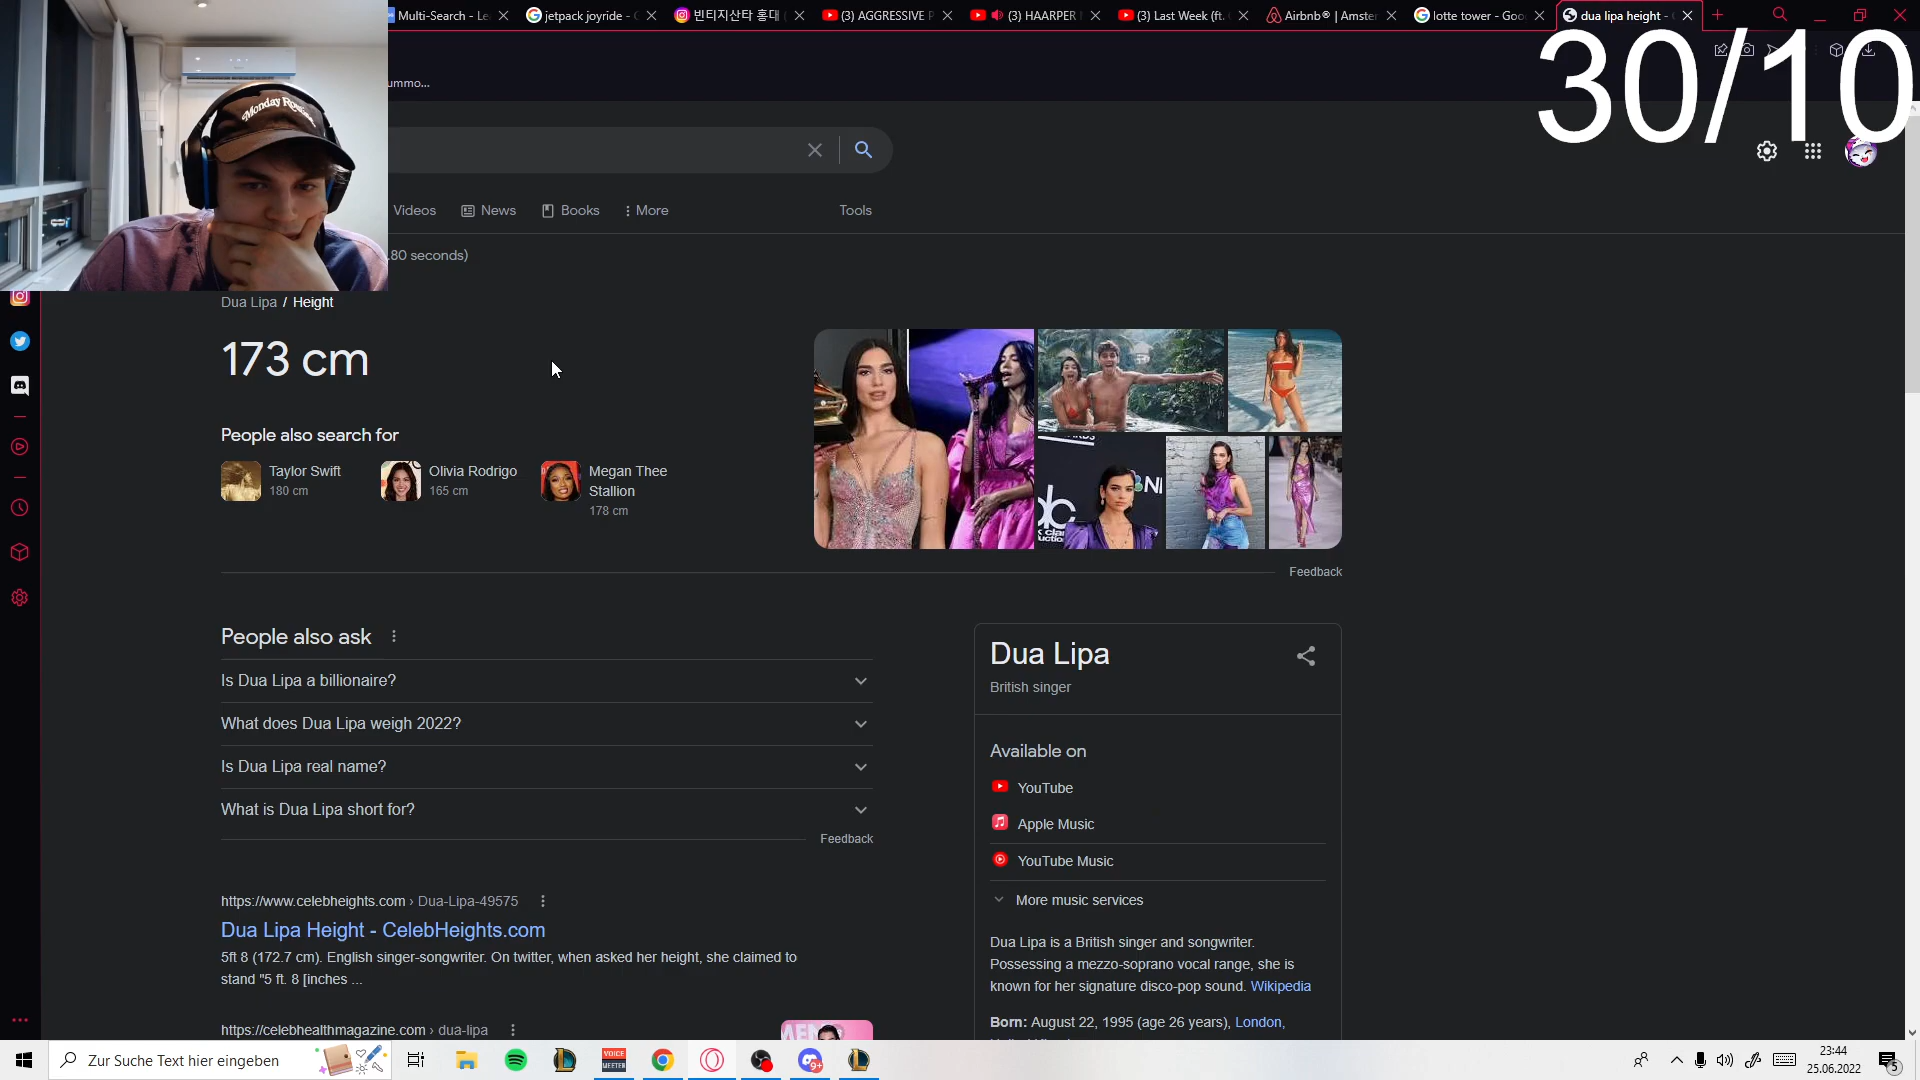 Multi-Search - Le
jetpack joyride - G
빈티지산타 홍대
(3) AGGRESSIVE P
(3) HAARPER
(3) Last Week (ft.
Airbnb® | Amster
lotte tower - Goo
dua lipa height -
30/10
ummo...
Monday
Videos
News
Books
More
Tools
.80 seconds)
Dua Lipa / Height
173 cm
People also search for
Taylor Swift
180 cm
Olivia Rodrigo
165 cm
Megan Thee
Stallion
178 cm
Feedback
People also ask
Is Dua Lipa a billionaire?
What does Dua Lipa weigh 2022?
Is Dua Lipa real name?
What is Dua Lipa short for?
Feedback
https://www.celebheights.com › Dua-Lipa-49575
Dua Lipa Height - CelebHeights.com
5ft 8 (172.7 cm). English singer-songwriter. On twitter, when asked her height, she claimed to
stand "5 ft. 8 [inches ...
https://celebhealthmagazine.com › dua-lipa
Dua Lipa
British singer
Available on
YouTube
Apple Music
YouTube Music
More music services
Dua Lipa is a British singer and songwriter.
Possessing a mezzo-soprano vocal range, she is
known for her signature disco-pop sound. Wikipedia
Born: August 22, 1995 (age 26 years), London,
Zur Suche Text hier eingeben
VOICE
MEETER
9+
23:44
25.06.2022
5